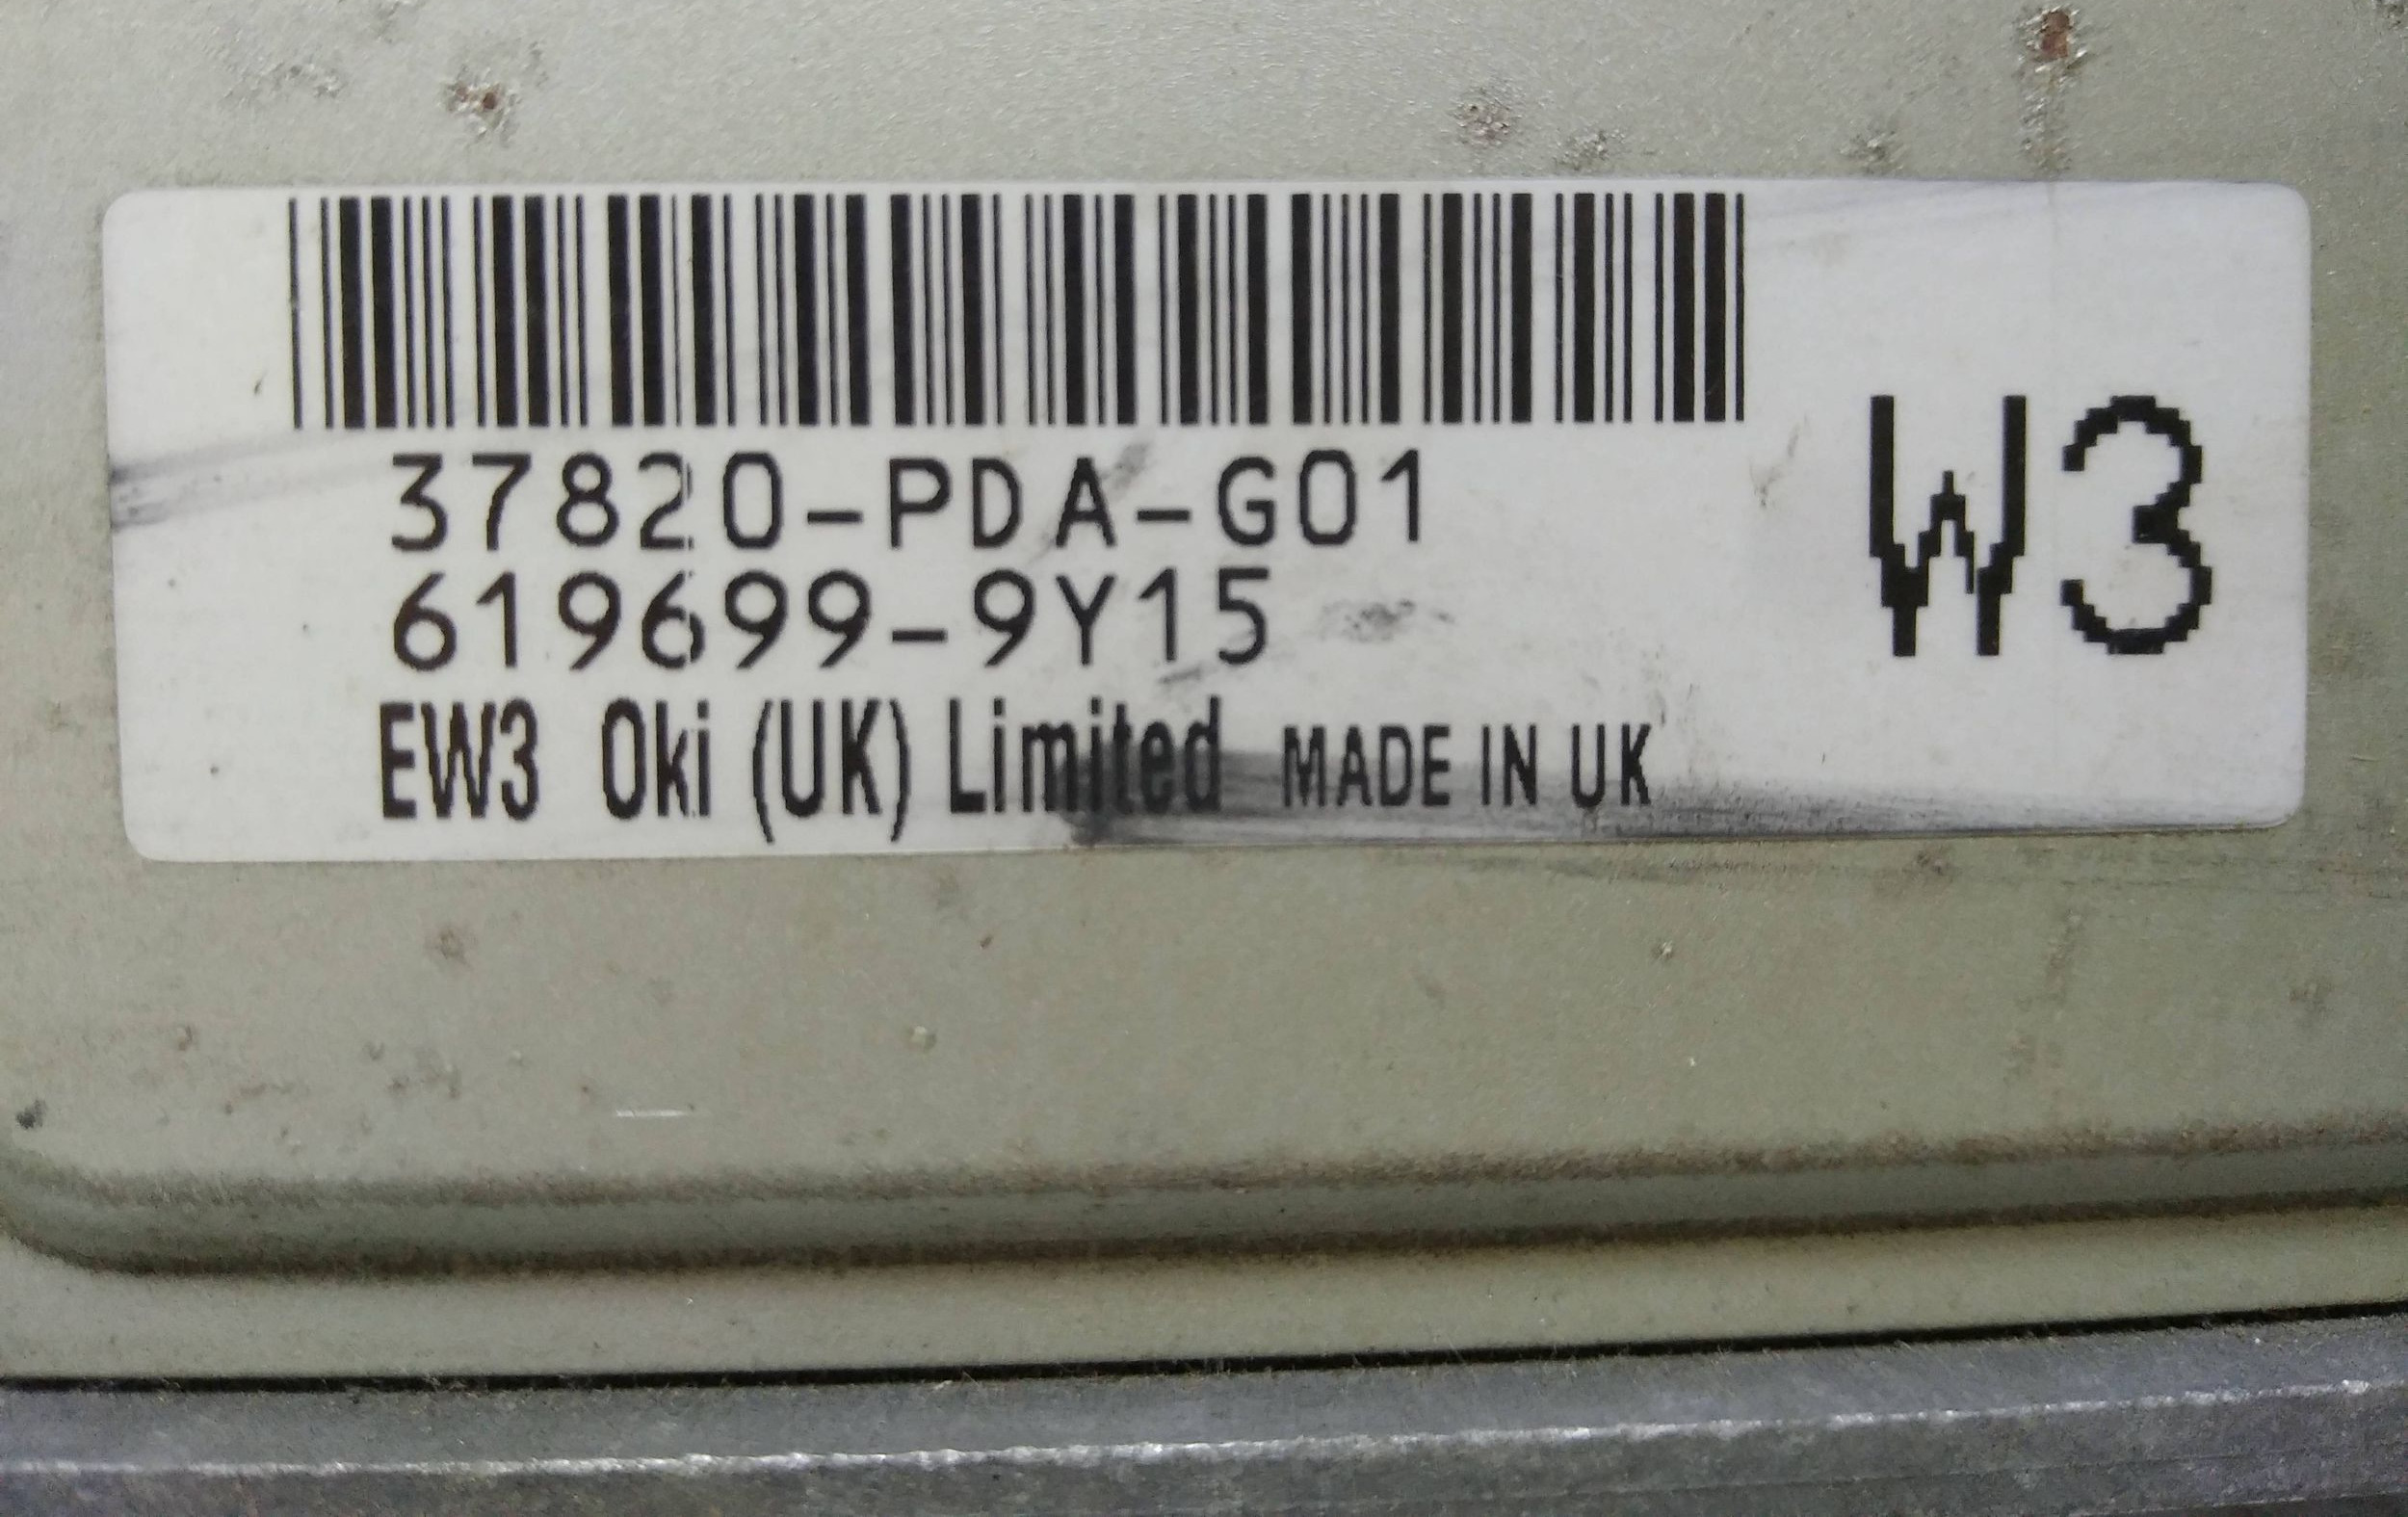 37820-PDA-G01
619699-9Y15
W3
EW3 Oki (UK) Limited MADE IN UK